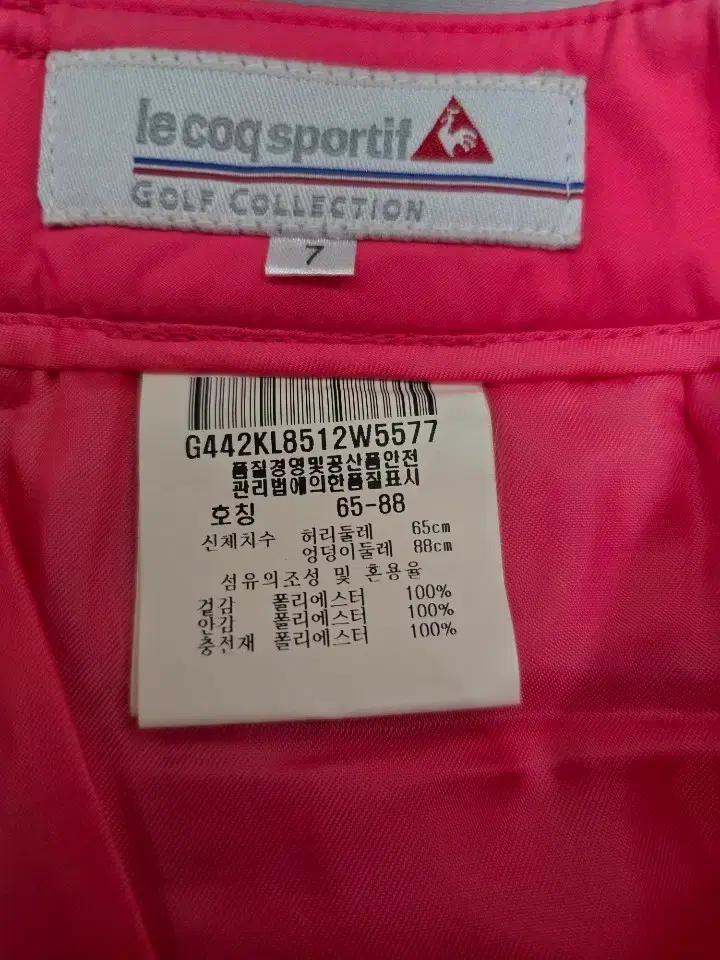 le coq sportif
GOLF COLLECTION
7
G442KL8512W5577
품질경영및공산품안전
관리법에의한품질표시
호칭 65-88
신체치수 허리둘레 65cm
엉덩이둘레 88cm
섬유의조성 및 혼용율
겉감 폴리에스터 100%
안감 폴리에스터 100%
충전재 폴리에스터 100%